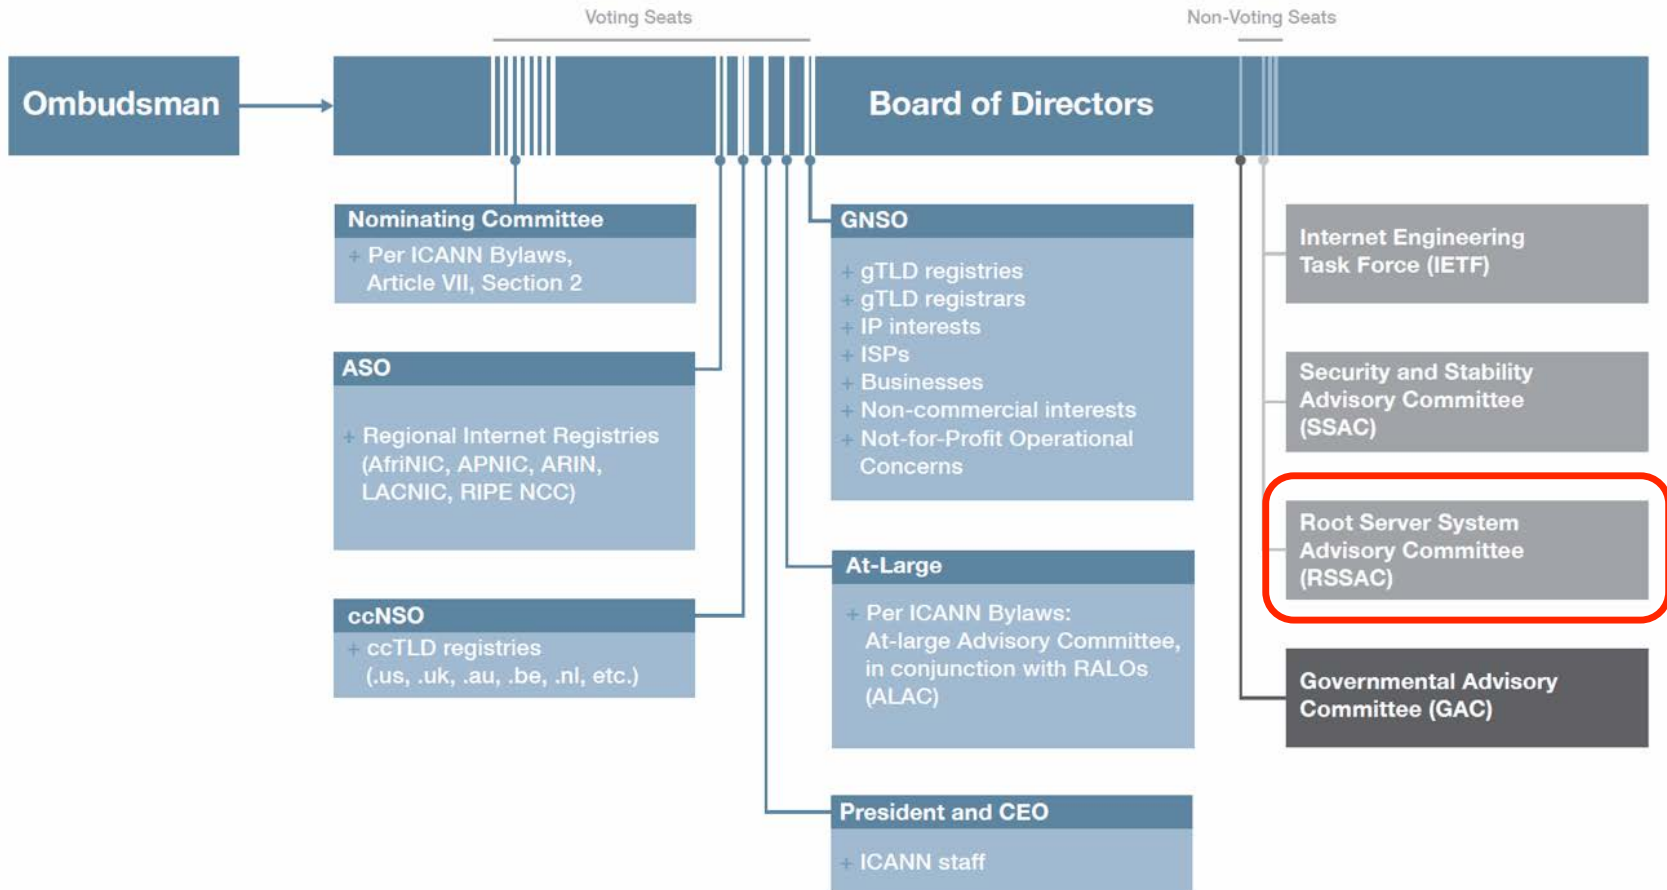 Voting Seats
Non-Voting Seats
Ombudsman
Board of Directors
Nominating Committee
+ Per ICANN Bylaws,
Article VII, Section 2
ASO
+ Regional Internet Registries
(AfriNIC, APNIC, ARIN,
LACNIC, RIPE NCC)
ccNSO
+ ccTLD registries
(.us, .uk, .au, .be, .nl, etc.)
GNSO
+ gTLD registries
+ gTLD registrars
+ IP interests
+ ISPs
+ Businesses
+ Non-commercial interests
+ Not-for-Profit Operational
Concerns
At-Large
+ Per ICANN Bylaws:
At-large Advisory Committee,
in conjunction with RALOs
(ALAC)
President and CEO
+ ICANN staff
Internet Engineering
Task Force (IETF)
Security and Stability
Advisory Committee
(SSAC)
Root Server System
Advisory Committee
(RSSAC)
Governmental Advisory
Committee (GAC)